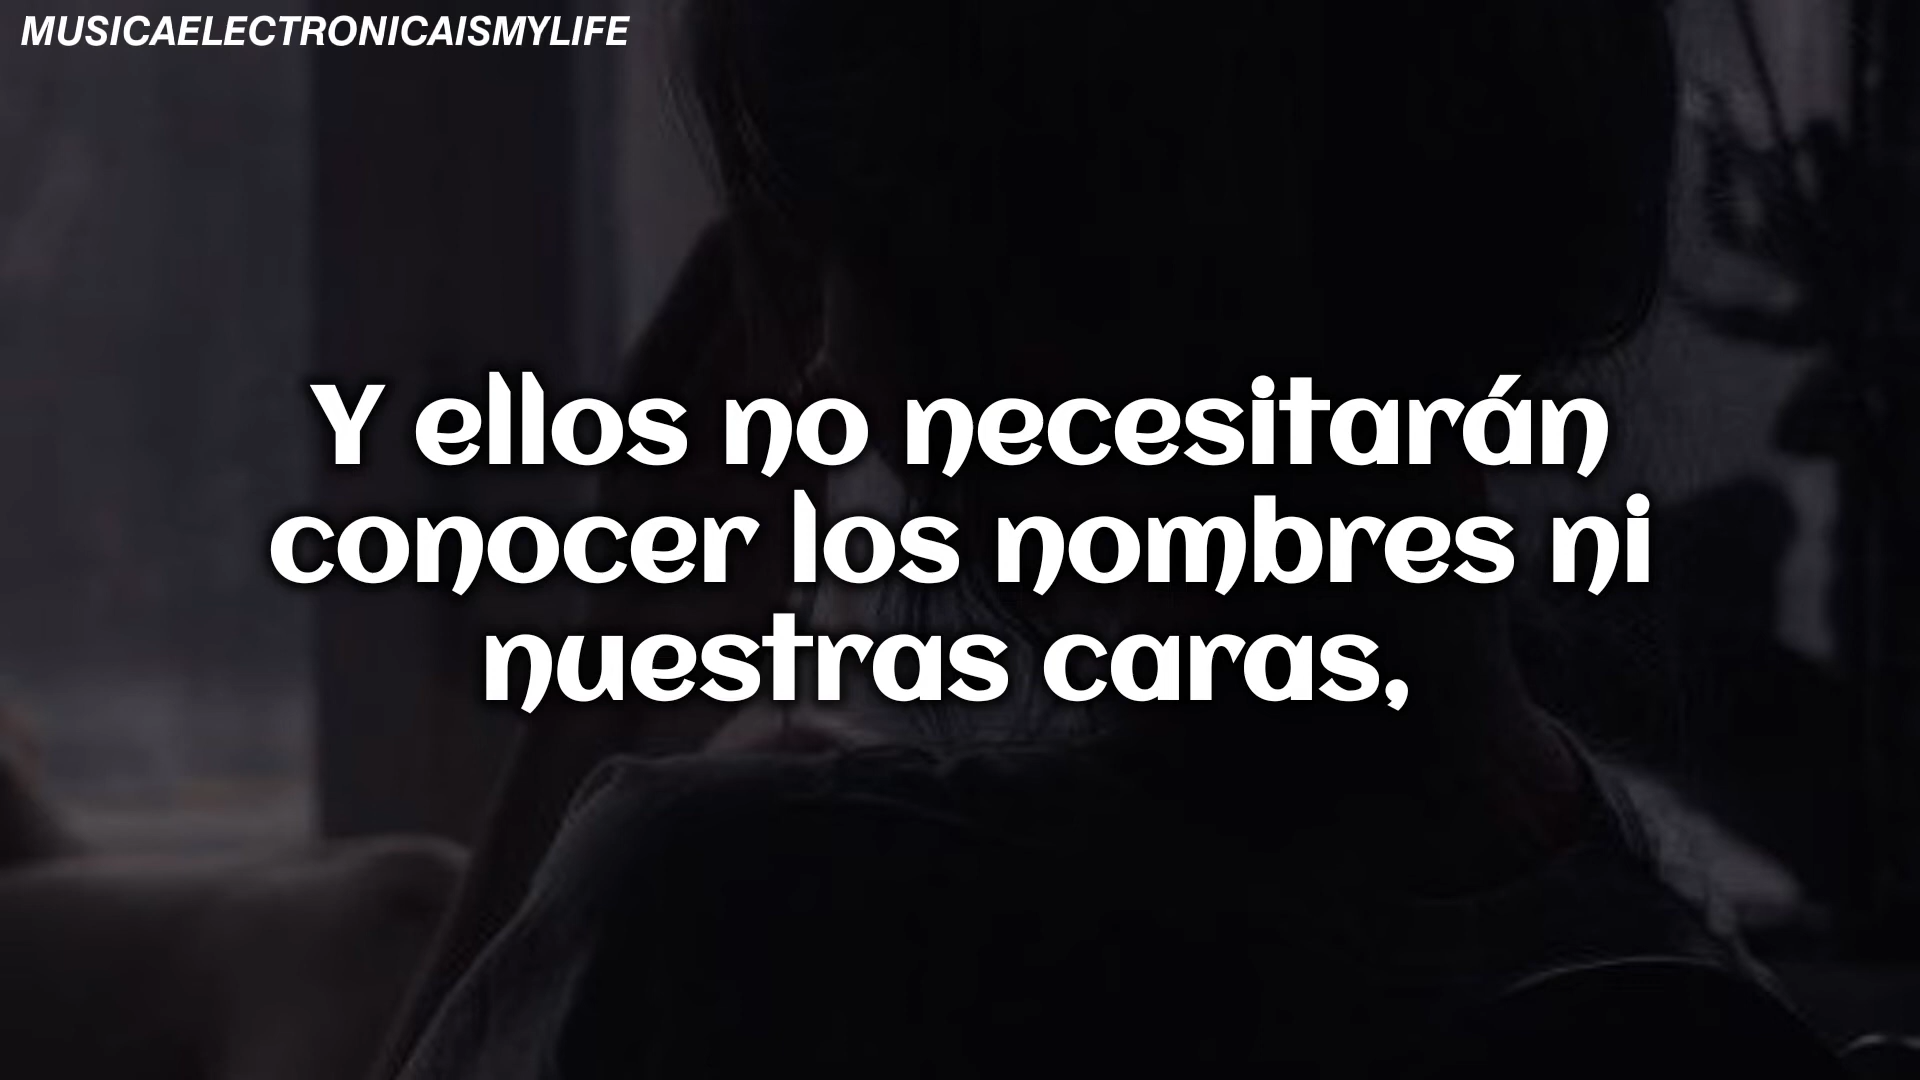 MUSICAELECTRONICAISMYLIFE
Y ellos no necesitarán
conocer los nombres ni
nuestras caras,